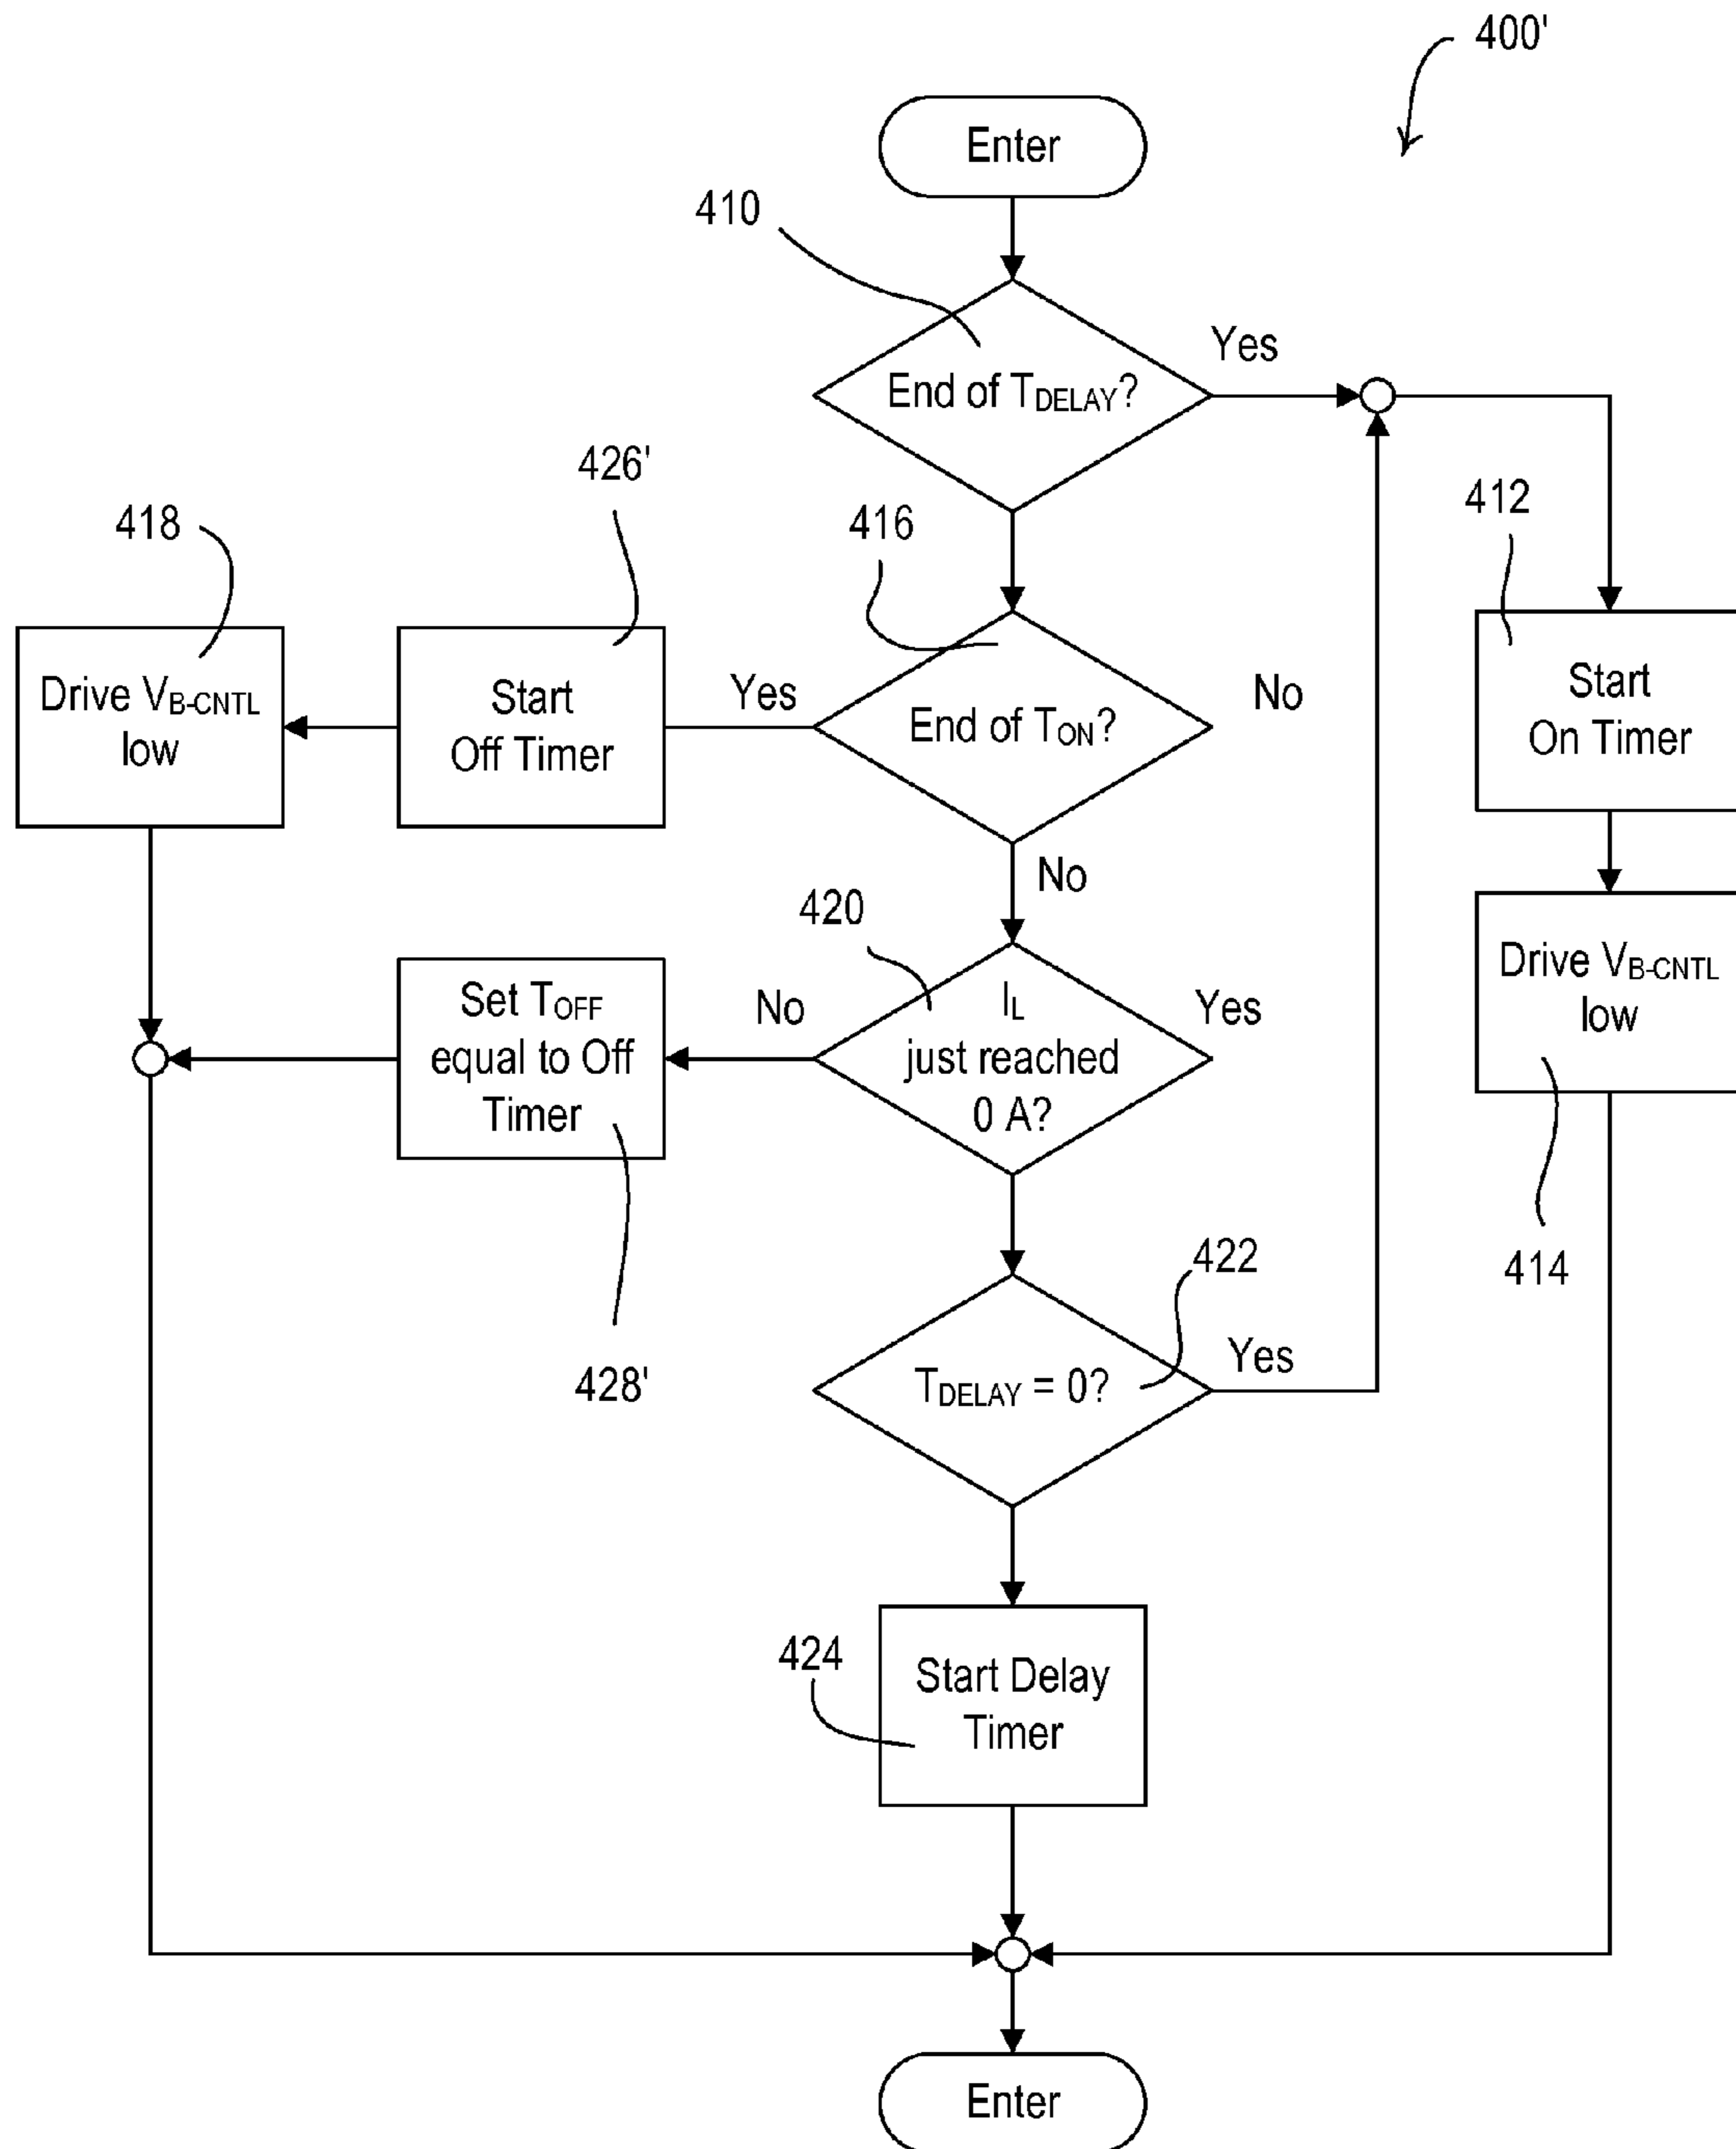 400'
Enter
410
End of TDELAY?
Yes
426'
418
416
412
Drive VB-CNTL
low
Start
Off Timer
Yes
End of TON?
No
Start
On Timer
No
420
Set TOFF
equal to Off
Timer
No
IL
just reached
0 A?
Yes
Drive VB-CNTL
low
414
422
428'
TDELAY = 0?
Yes
424
Start Delay
Timer
Enter